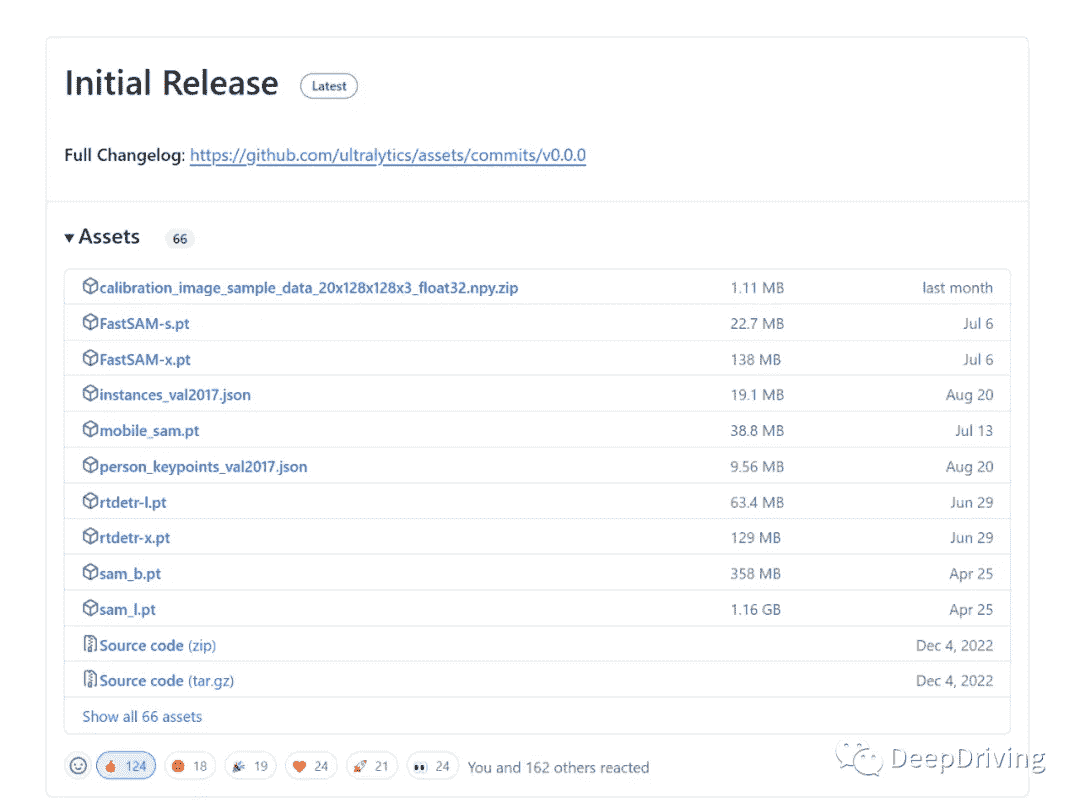 Initial Release Latest
Full Changelog: https://github.com/ultralytics/assets/commits/v0.0.0
Assets 66
calibration_image_sample_data_20x128x128x3_float32.npy.zip 1.11 MB last month
FastSAM-s.pt 22.7 MB Jul 6
FastSAM-x.pt 138 MB Jul 6
instances_val2017.json 19.1 MB Aug 20
mobile_sam.pt 38.8 MB Jul 13
person_keypoints_val2017.json 9.56 MB Aug 20
rtdetr-l.pt 63.4 MB Jun 29
rtdetr-x.pt 129 MB Jun 29
sam_b.pt 358 MB Apr 25
sam_l.pt 1.16 GB Apr 25
Source code (zip) Dec 4, 2022
Source code (tar.gz) Dec 4, 2022
Show all 66 assets
124 18 19 24 21 24 You and 162 others reacted
DeepDriving